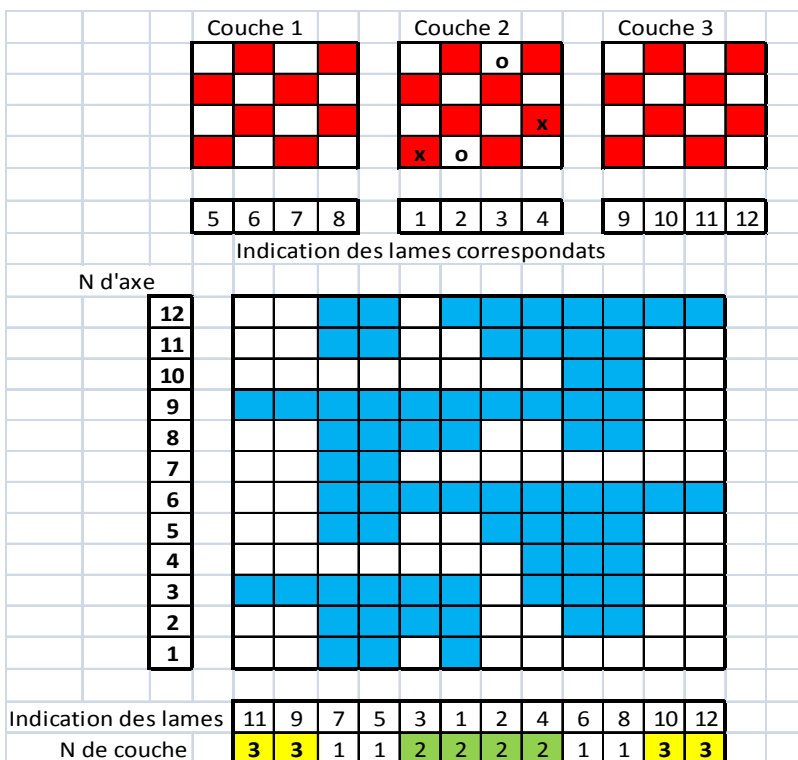 Couche 1 Couche 2 Couche 3
o
x
x o
5 6 7 8 1 2 3 4 9 10 11 12
Indication des lames correspondats
N d'axe
12
11
10
9
8
7
6
5
4
3
2
1
Indication des lames 11 9 7 5 3 1 2 4 6 8 10 12
N de couche 3 3 1 1 2 2 2 2 1 1 3 3